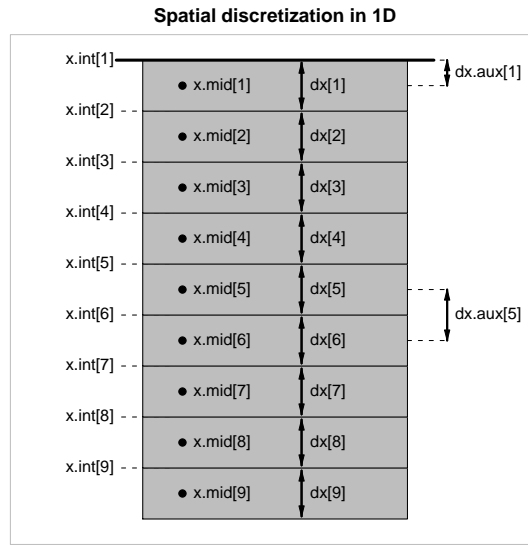 Spatial discretization in 1D
x.int[1]
dx.aux[1]
x.mid[1] dx[1]
x.int[2]
x.mid[2] dx[2]
x.int[3]
x.mid[3] dx[3]
x.int[4]
x.mid[4] dx[4]
x.int[5]
x.mid[5] dx[5]
x.int[6] dx.aux[5]
x.mid[6] dx[6]
x.int[7]
x.mid[7] dx[7]
x.int[8]
x.mid[8] dx[8]
x.int[9]
x.mid[9] dx[9]